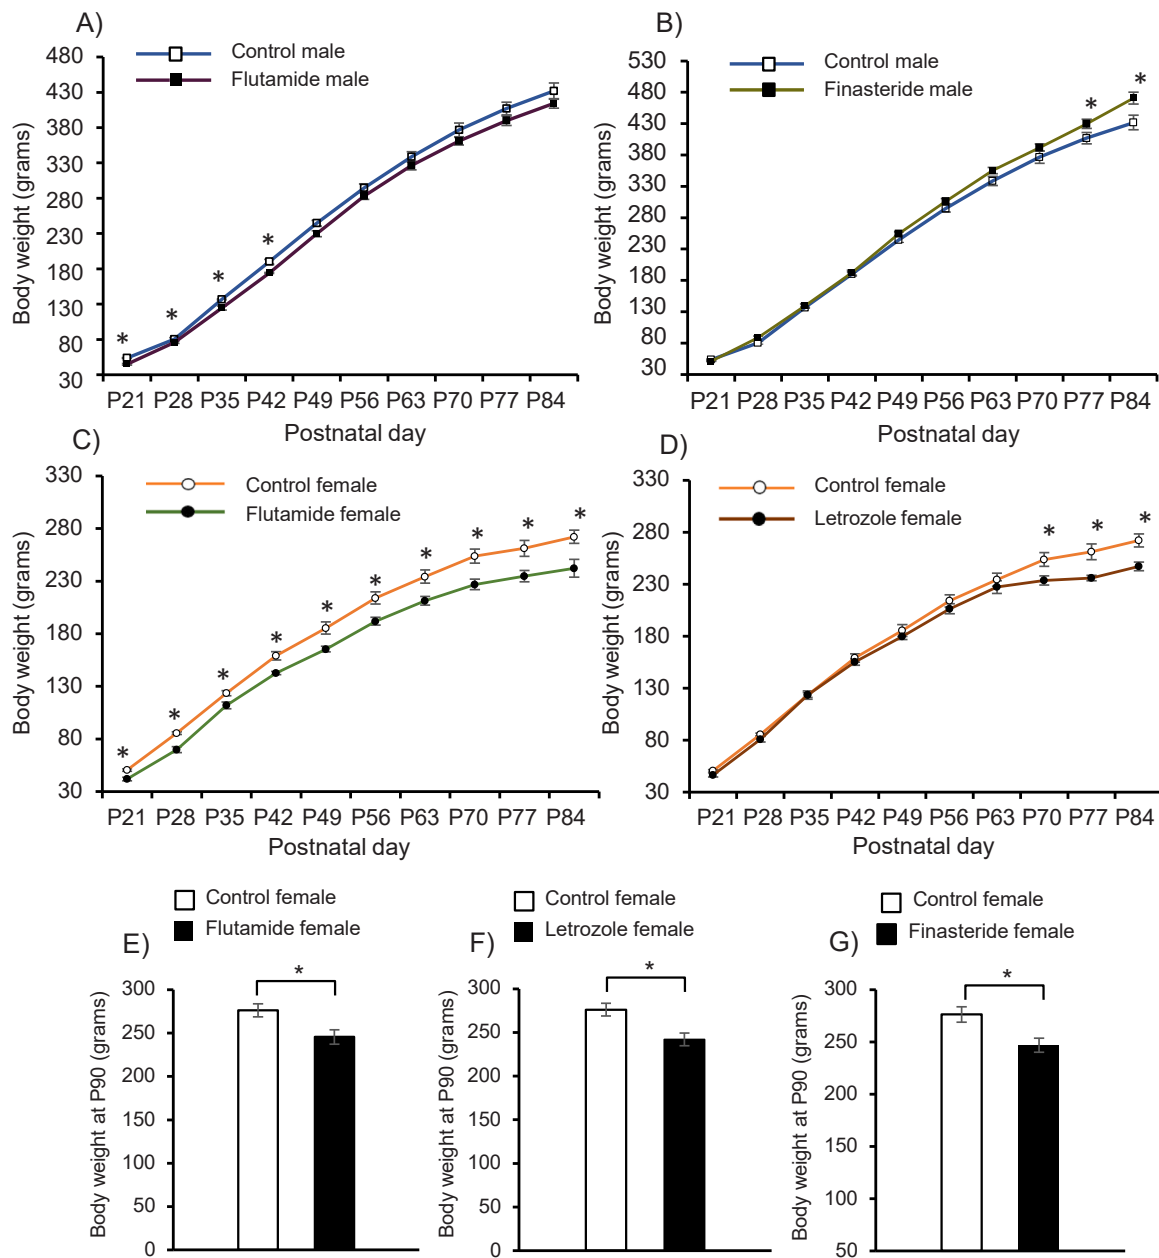 A)
Control male
Flutamide male
Body weight (grams)
480
430
380
330
280
230
180
130
80
30
* * * *
P21 P28 P35 P42 P49 P56 P63 P70 P77 P84
Postnatal day
B)
Control male
Finasteride male
Body weight (grams)
530
480
430
380
330
280
230
180
130
80
30
* *
P21 P28 P35 P42 P49 P56 P63 P70 P77 P84
Postnatal day
C)
Control female
Flutamide female
Body weight (grams)
330
280
230
180
130
80
30
* * * * * * * * * *
P21 P28 P35 P42 P49 P56 P63 P70 P77 P84
Postnatal day
D)
Control female
Letrozole female
Body weight (grams)
330
280
230
180
130
80
30
* * *
P21 P28 P35 P42 P49 P56 P63 P70 P77 P84
Postnatal day
E)
Control female
Flutamide female
*
Body weight at P90 (grams)
300
250
200
150
100
50
0
F)
Control female
Letrozole female
*
Body weight at P90 (grams)
300
250
200
150
100
50
0
G)
Control female
Finasteride female
*
Body weight at P90 (grams)
300
250
200
150
100
50